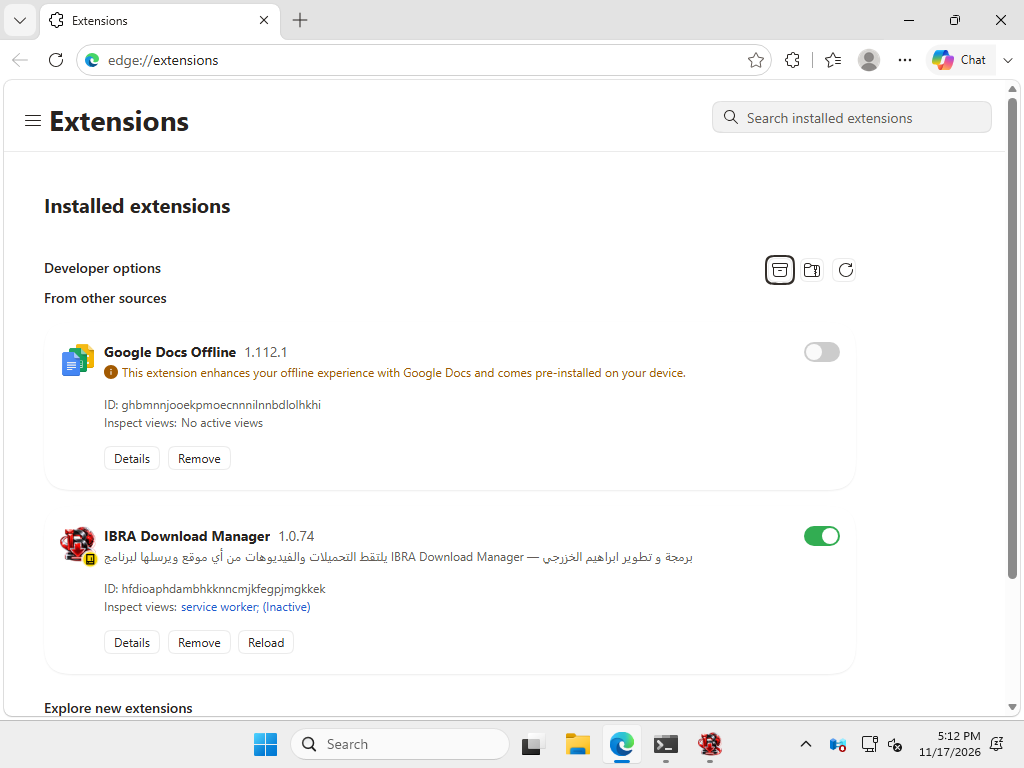 Extensions
edge://extensions
Chat
Extensions
Search installed extensions
Installed extensions
Developer options
From other sources
Google Docs Offline 1.112.1
This extension enhances your offline experience with Google Docs and comes pre-installed on your device.
ID: ghbmnnjooekpmoecnnnilnnbdlolhkhi
Inspect views: No active views
Details Remove
IBRA Download Manager 1.0.74
يلتقط التحميلات والفيديوهات من أي موقع ويرسلها لبرنامج IBRA Download Manager — برمجة و تطوير ابراهيم الخزرجي
ID: hfdioaphdambhkknncmjkfegpjmgkkek
Inspect views: service worker; (Inactive)
Details Remove Reload
Explore new extensions
Search
5:12 PM
11/17/2026